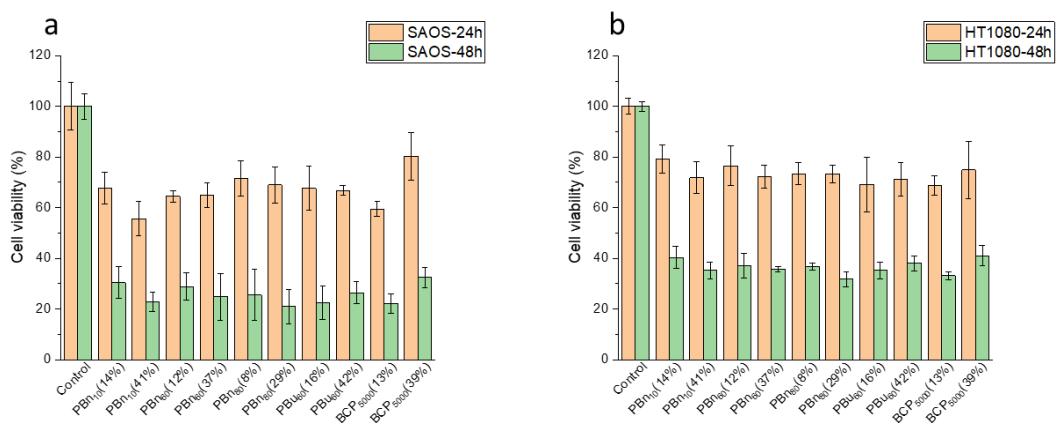 a
SAOS-24h
SAOS-48h
120
100
80
60
40
20
0
Cell viability (%)
Control
PBn10(14%)
PBn10(41%)
PBn60(12%)
PBn60(37%)
PBn80(8%)
PBn80(29%)
PBu60(16%)
PBu60(42%)
BCP5000(13%)
BCP5000(39%)
b
HT1080-24h
HT1080-48h
120
100
80
60
40
20
0
Cell viability (%)
Control
PBn10(14%)
PBn10(41%)
PBn60(12%)
PBn60(37%)
PBn80(8%)
PBn80(29%)
PBu60(16%)
PBu60(42%)
BCP5000(13%)
BCP5000(39%)